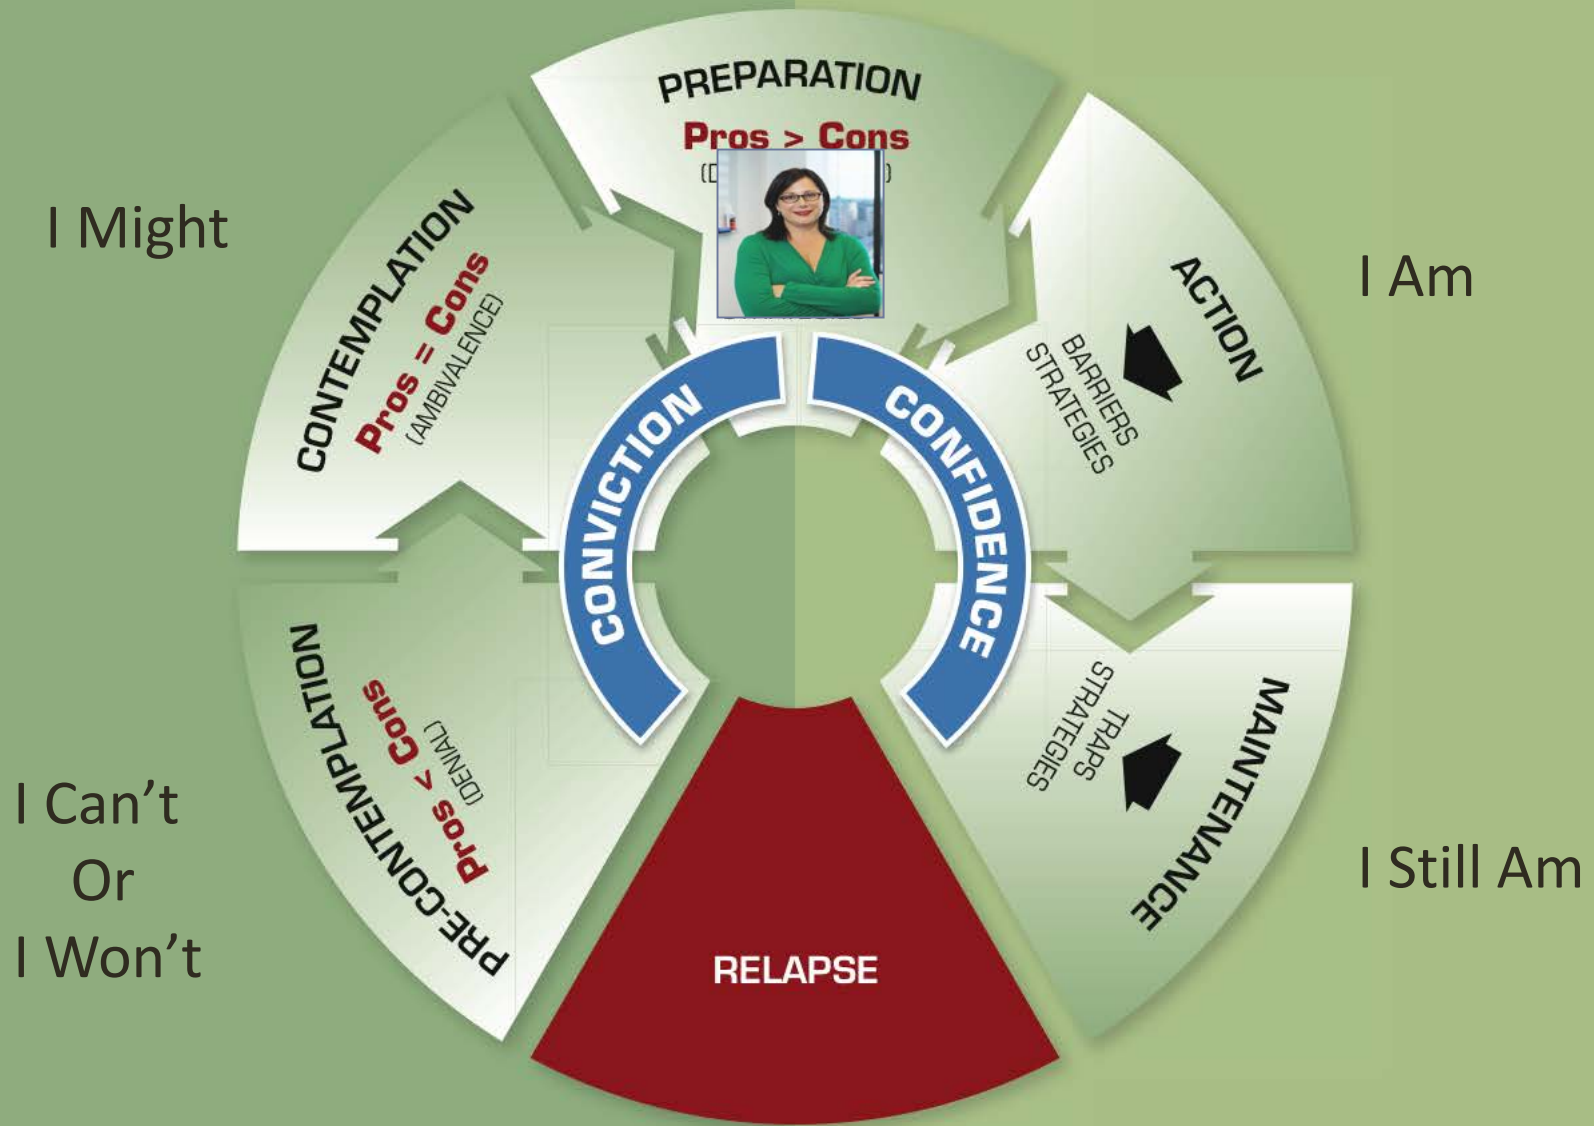 PREPARATION
Pros > Cons
I Might
CONTEMPLATION
Pros = Cons
(AMBIVALENCE)
ACTION
BARRIERS
STRATEGIES
I Am
CONVICTION
CONFIDENCE
PRE-CONTEMPLATION
Pros < Cons
(DENIAL)
I Can't
Or
I Won't
MAINTENANCE
TRAPS
STRATEGIES
I Still Am
RELAPSE